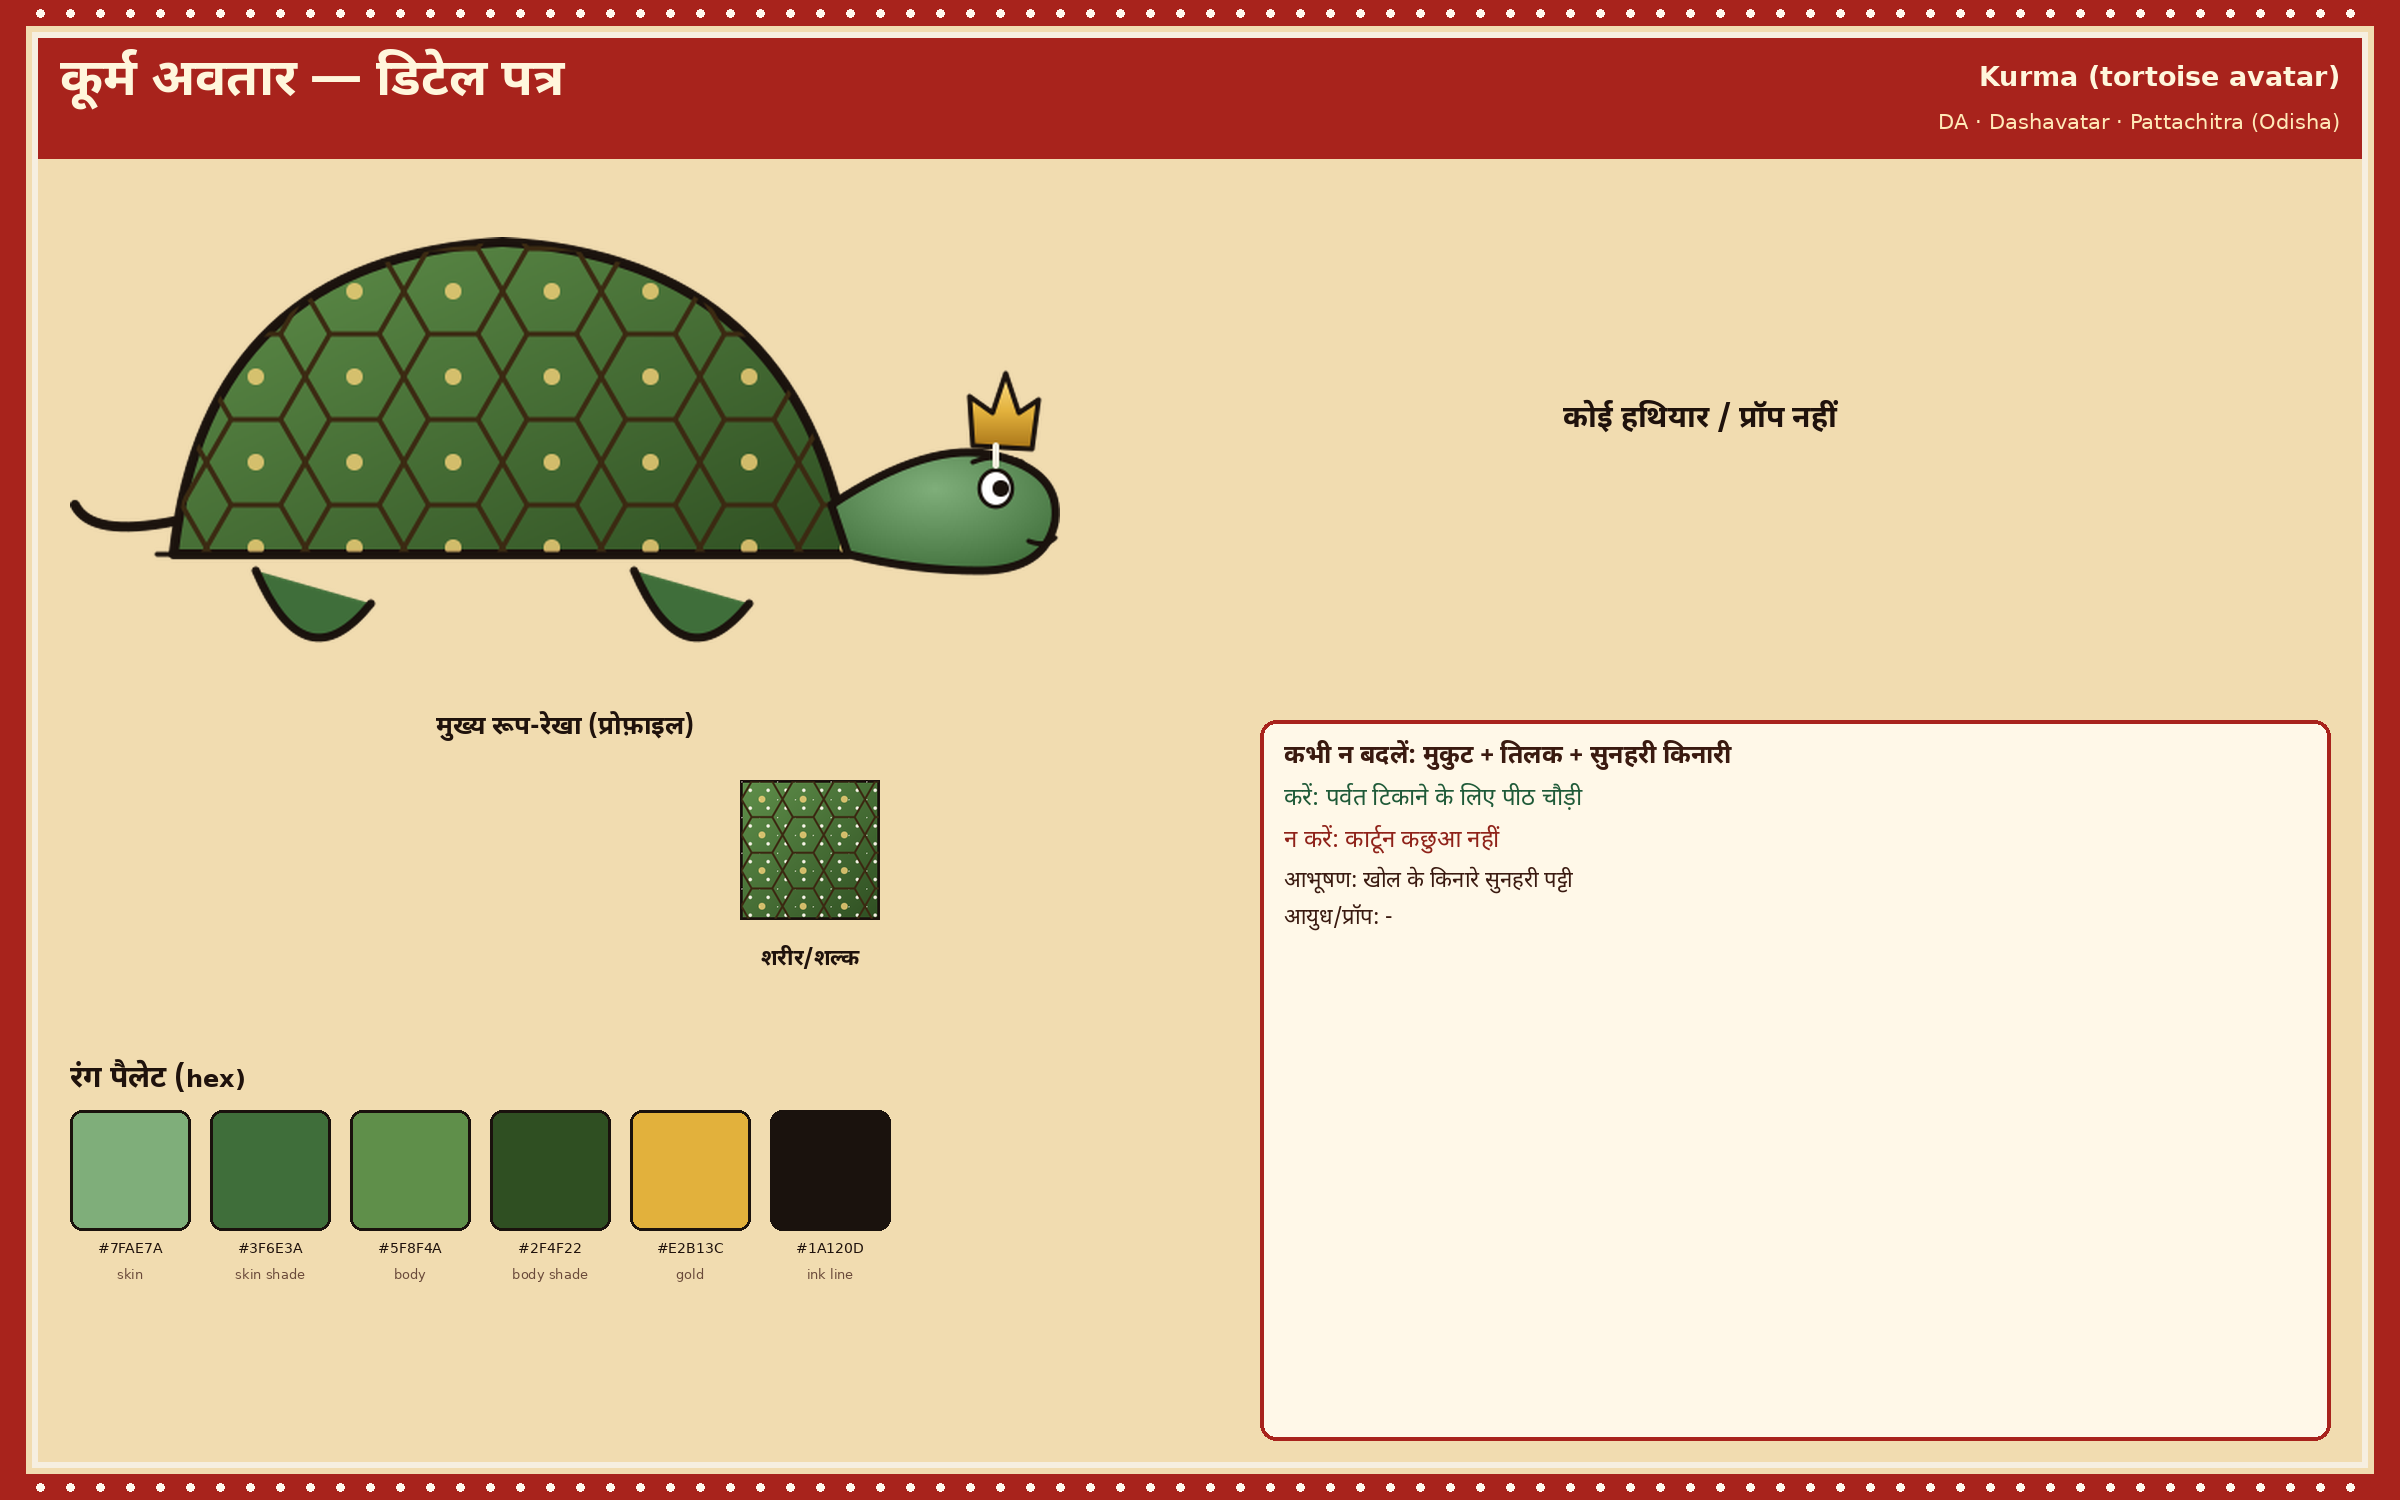 कूर्म अवतार — डिटेल पत्र
Kurma (tortoise avatar)
DA · Dashavatar · Pattachitra (Odisha)
कोई हथियार / प्रॉप नहीं
मुख्य रूप-रेखा (प्रोफ़ाइल)
कभी न बदलें: मुकुट + तिलक + सुनहरी किनारी
करें: पर्वत टिकाने के लिए पीठ चौड़ी
न करें: कार्टून कछुआ नहीं
आभूषण: खोल के किनारे सुनहरी पट्टी
आयुध/प्रॉप: -
शरीर/शल्क
रंग पैलेट (hex)
#7FAE7A #3F6E3A #5F8F4A #2F4F22 #E2B13C #1A120D
skin skin shade body body shade gold ink line